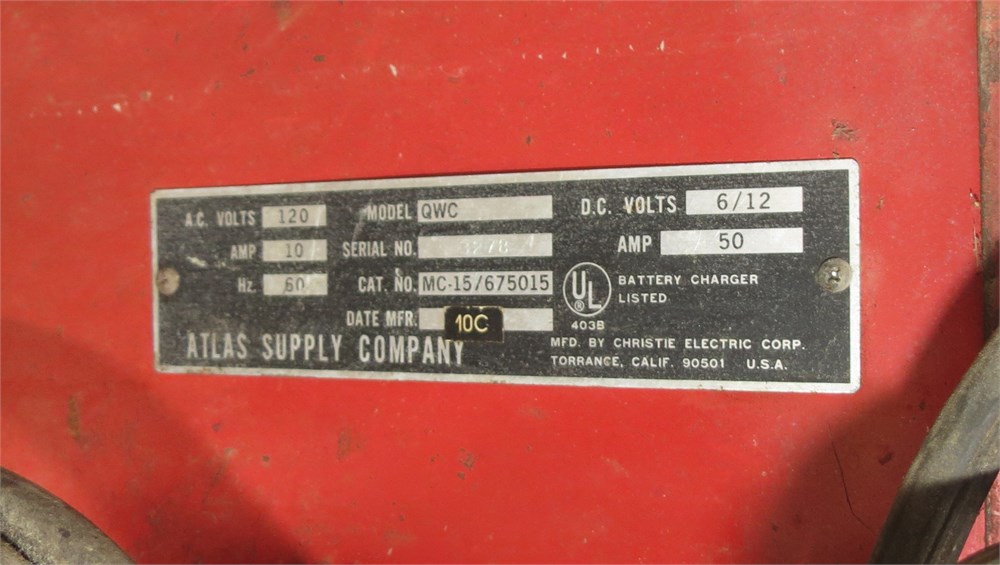 A.C. VOLTS 120
AMP 10
Hz. 60
MODEL QWC
SERIAL NO.
CAT. NO. MC-15/675015
DATE MFR. 10C
D.C. VOLTS 6/12
AMP 50
UL ®
403B
BATTERY CHARGER
LISTED
ATLAS SUPPLY COMPANY
MFD. BY CHRISTIE ELECTRIC CORP.
TORRANCE, CALIF. 90501 U.S.A.